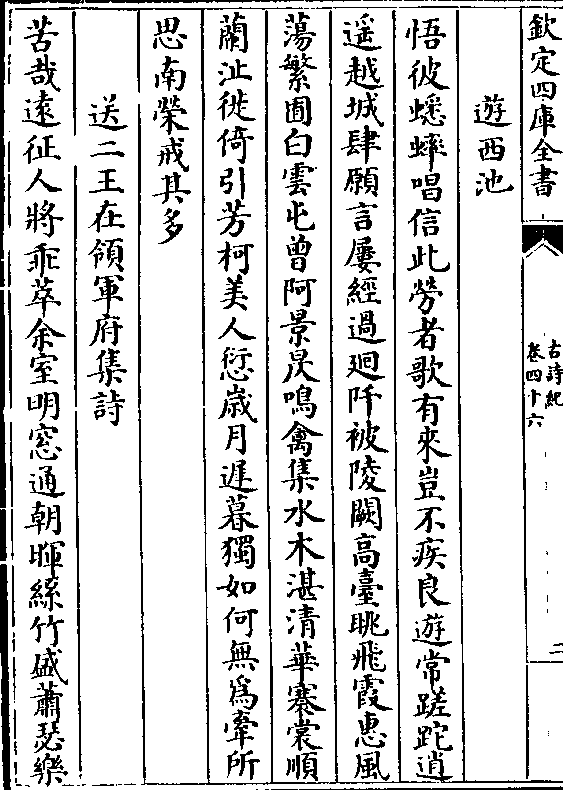 欽定四庫全書
古詩紀
卷四十六
二
遊西池
悟彼蟋蟀唱信此勞者歌有來豈不疾良遊常蹉跎逍
遥越城肆願言屢經過廻阡被陵闕高臺眺飛霞惠風
蕩繁囿白雲屯曽阿景昃鳴禽集水木湛清華褰裳順
蘭沚徙倚引芳柯美人愆歳月遲暮獨如何無爲牽所
思南榮戒其多
送二王在領軍府集詩
苦哉遠征人將乖萃余室明窓通朝暉絲竹盛蕭瑟樂